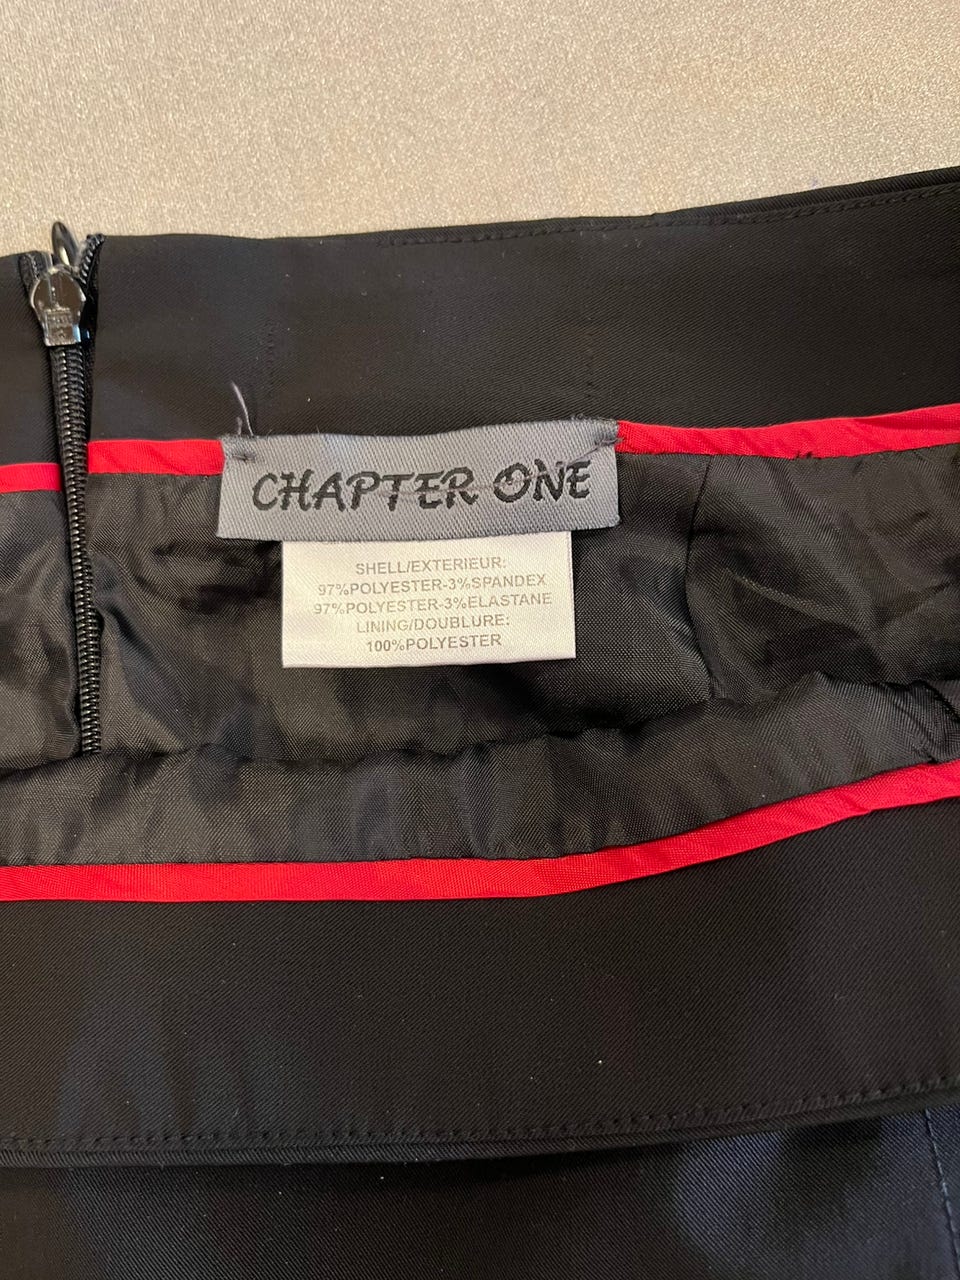 CHAPTER ONE
SHELL/EXTERIEUR:
97%POLYESTER-3%SPANDEX
97%POLYESTER-3%ELASTANE
LINING/DOUBLURE:
100%POLYESTER